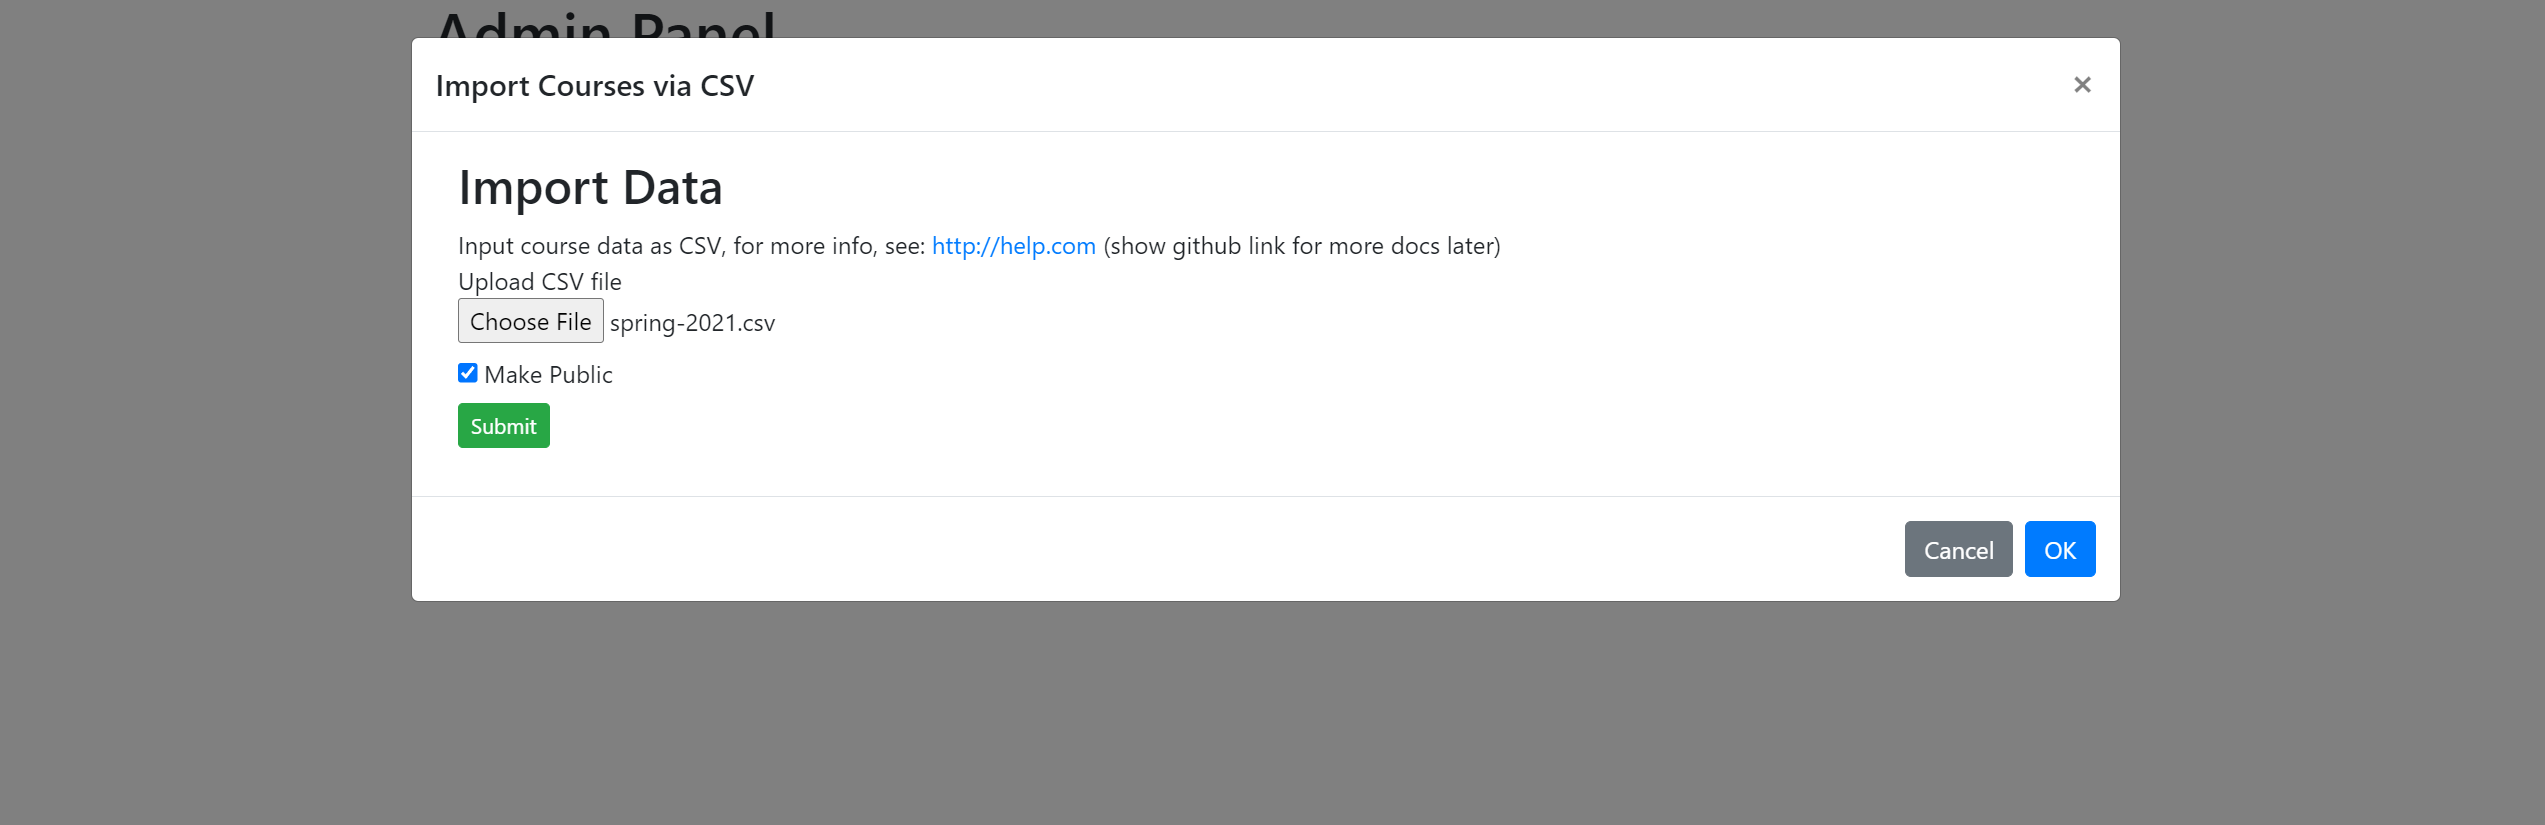 Admin Panel
Import Courses via CSV
×
Import Data
Input course data as CSV, for more info, see: http://help.com (show github link for more docs later)
Upload CSV file
Choose File spring-2021.csv
Make Public
Submit
Cancel OK